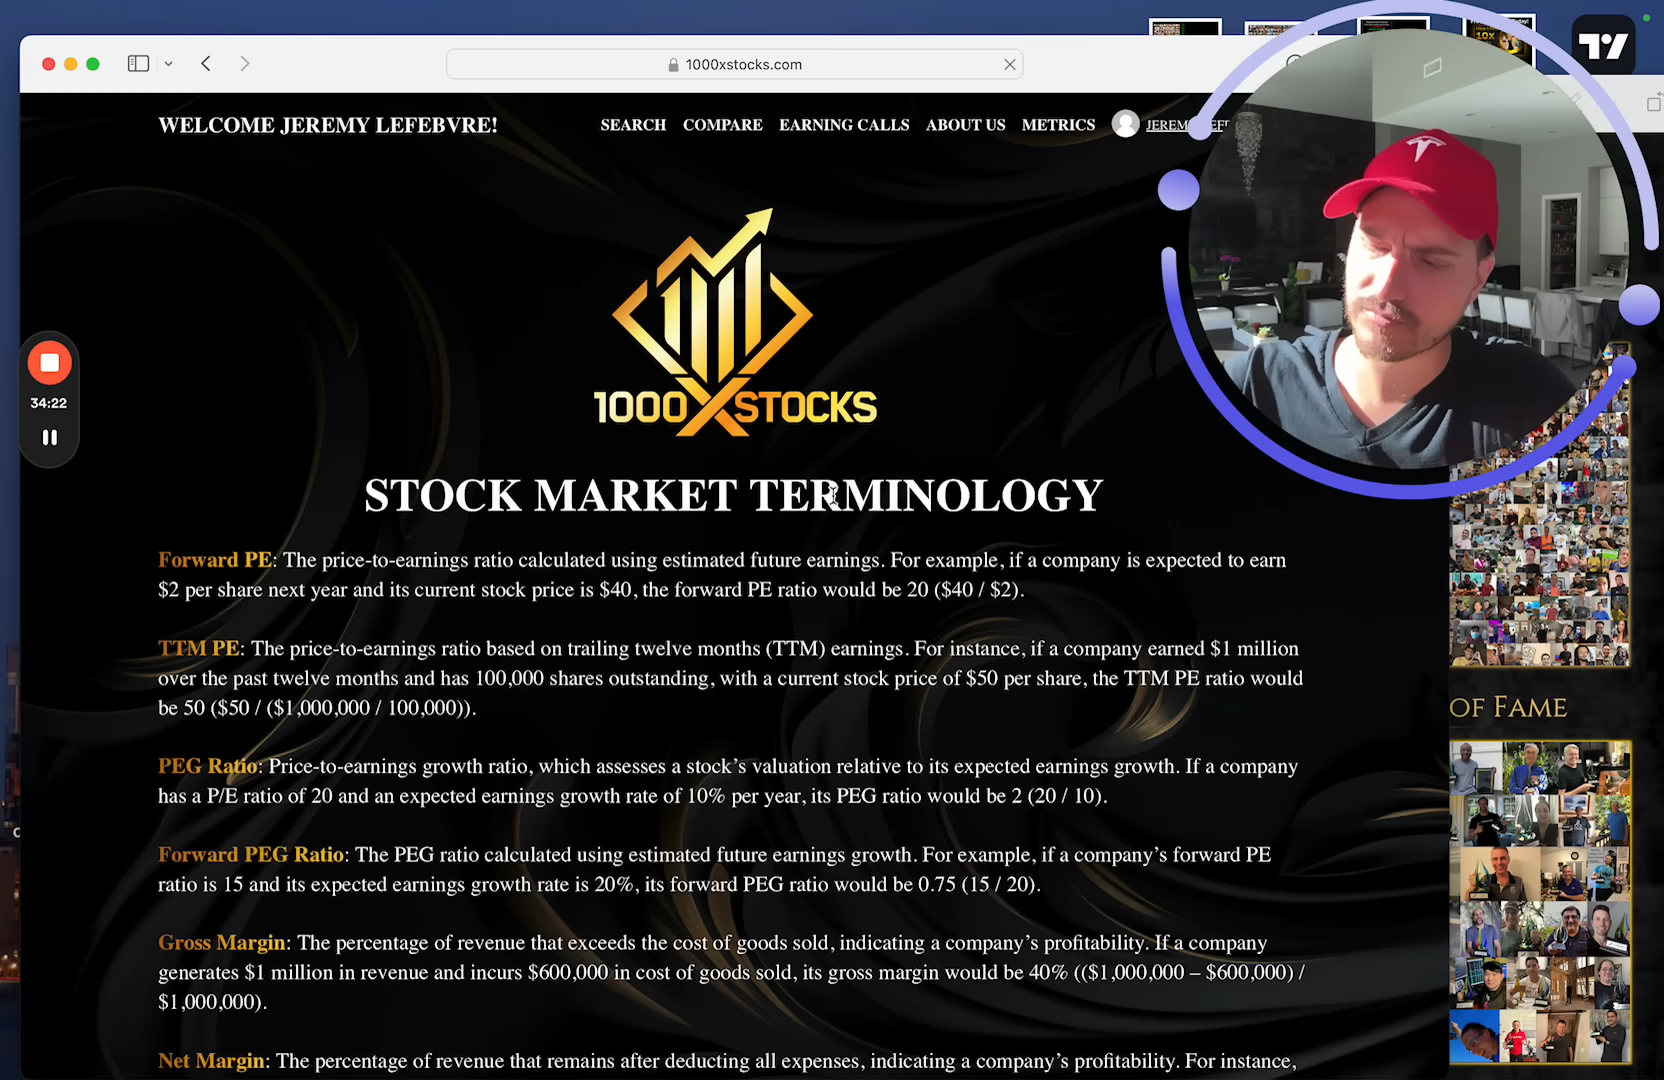 1000xstocks.com
WELCOME JEREMY LEFEBVRE!
SEARCH COMPARE EARNING CALLS ABOUT US METRICS
1000XSTOCKS
34:22
STOCK MARKET TERMINOLOGY
Forward PE: The price-to-earnings ratio calculated using estimated future earnings. For example, if a company is expected to earn
$2 per share next year and its current stock price is $40, the forward PE ratio would be 20 ($40 / $2).
TTM PE: The price-to-earnings ratio based on trailing twelve months (TTM) earnings. For instance, if a company earned $1 million
over the past twelve months and has 100,000 shares outstanding, with a current stock price of $50 per share, the TTM PE ratio would
be 50 ($50 / ($1,000,000 / 100,000)).
PEG Ratio: Price-to-earnings growth ratio, which assesses a stock’s valuation relative to its expected earnings growth. If a company
has a P/E ratio of 20 and an expected earnings growth rate of 10% per year, its PEG ratio would be 2 (20 / 10).
Forward PEG Ratio: The PEG ratio calculated using estimated future earnings growth. For example, if a company’s forward PE
ratio is 15 and its expected earnings growth rate is 20%, its forward PEG ratio would be 0.75 (15 / 20).
Gross Margin: The percentage of revenue that exceeds the cost of goods sold, indicating a company’s profitability. If a company
generates $1 million in revenue and incurs $600,000 in cost of goods sold, its gross margin would be 40% (($1,000,000 – $600,000) /
$1,000,000).
Net Margin: The percentage of revenue that remains after deducting all expenses, indicating a company’s profitability. For instance,
OF FAME
10X